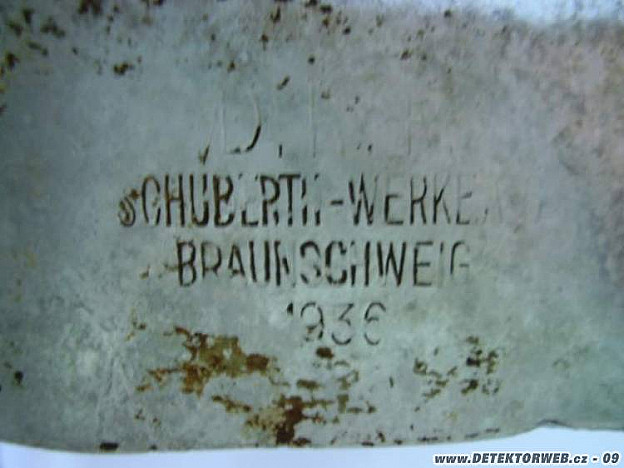 SCHUBERTH-WERKE
BRAUNSCHWEIG
1936
www.DETEKTORWEB.cz - 09